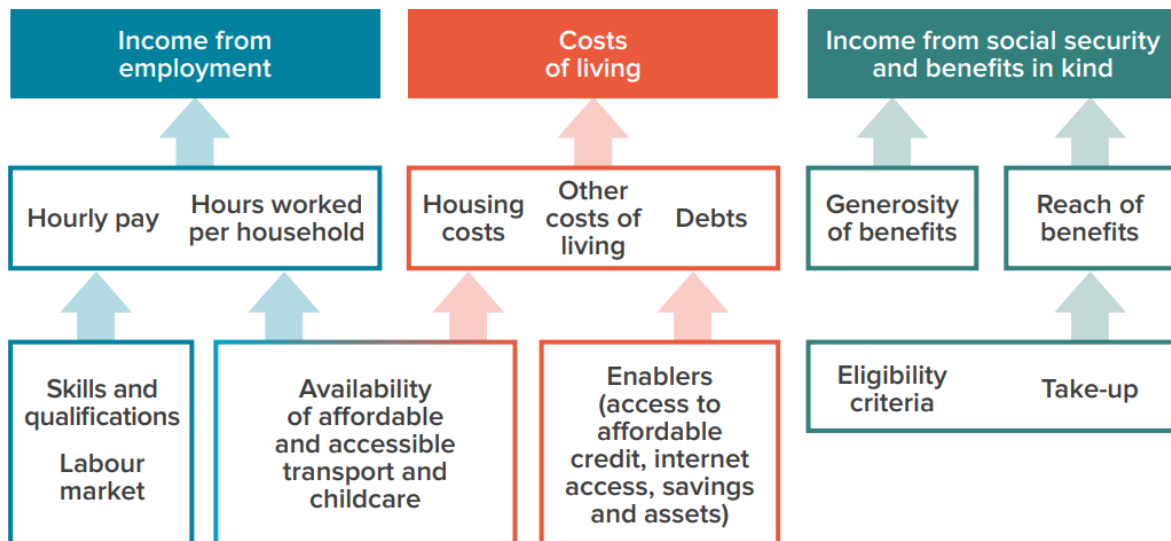 Income from
employment
Costs
of living
Income from social security
and benefits in kind
Hourly pay
Hours worked
per household
Housing
costs
Other
costs of
living
Debts
Generosity
of benefits
Reach of
benefits
Skills and
qualifications
Labour
market
Availability
of affordable
and accessible
transport and
childcare
Enablers
(access to
affordable
credit, internet
access, savings
and assets)
Eligibility
criteria
Take-up